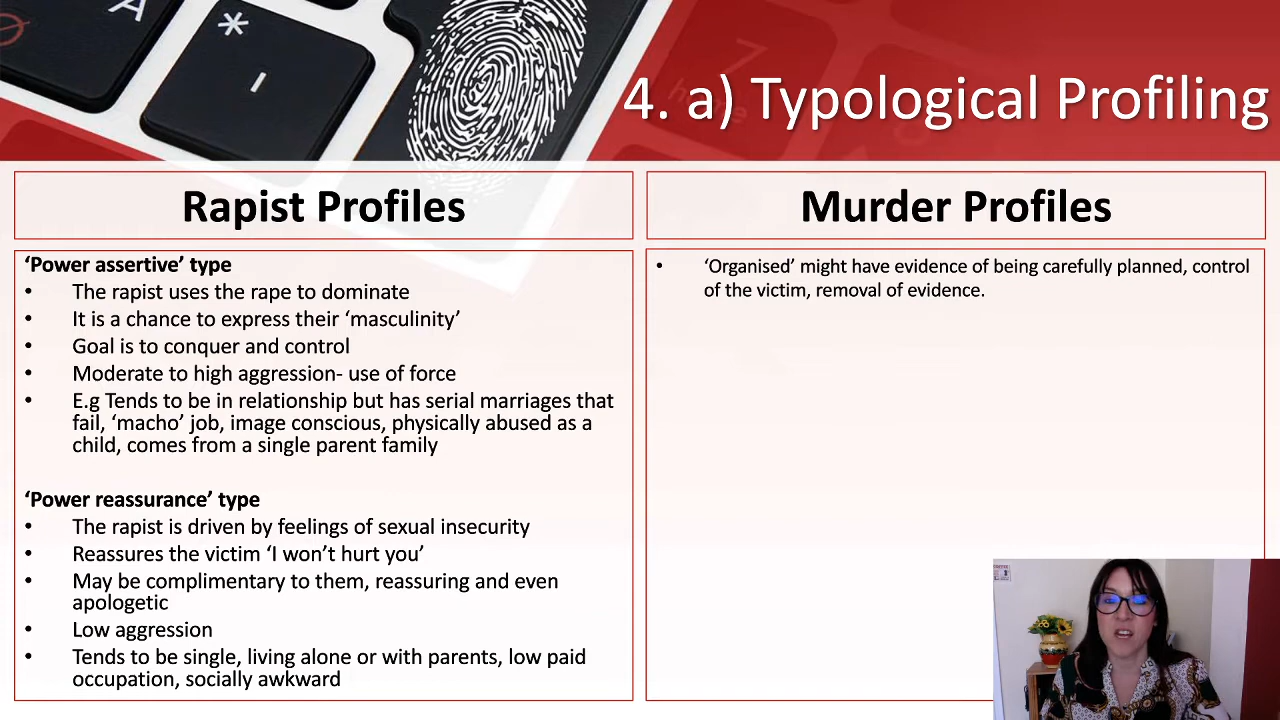 A
*
-
4. a) Typological Profiling
Rapist Profiles
‘Power assertive’ type
• The rapist uses the rape to dominate
• It is a chance to express their ‘masculinity’
• Goal is to conquer and control
• Moderate to high aggression- use of force
• E.g Tends to be in relationship but has serial marriages that
fail, ‘macho’ job, image conscious, physically abused as a
child, comes from a single parent family
‘Power reassurance’ type
• The rapist is driven by feelings of sexual insecurity
• Reassures the victim ‘I won’t hurt you’
• May be complimentary to them, reassuring and even
apologetic
• Low aggression
• Tends to be single, living alone or with parents, low paid
occupation, socially awkward
Murder Profiles
• ‘Organised’ might have evidence of being carefully planned, control
of the victim, removal of evidence.